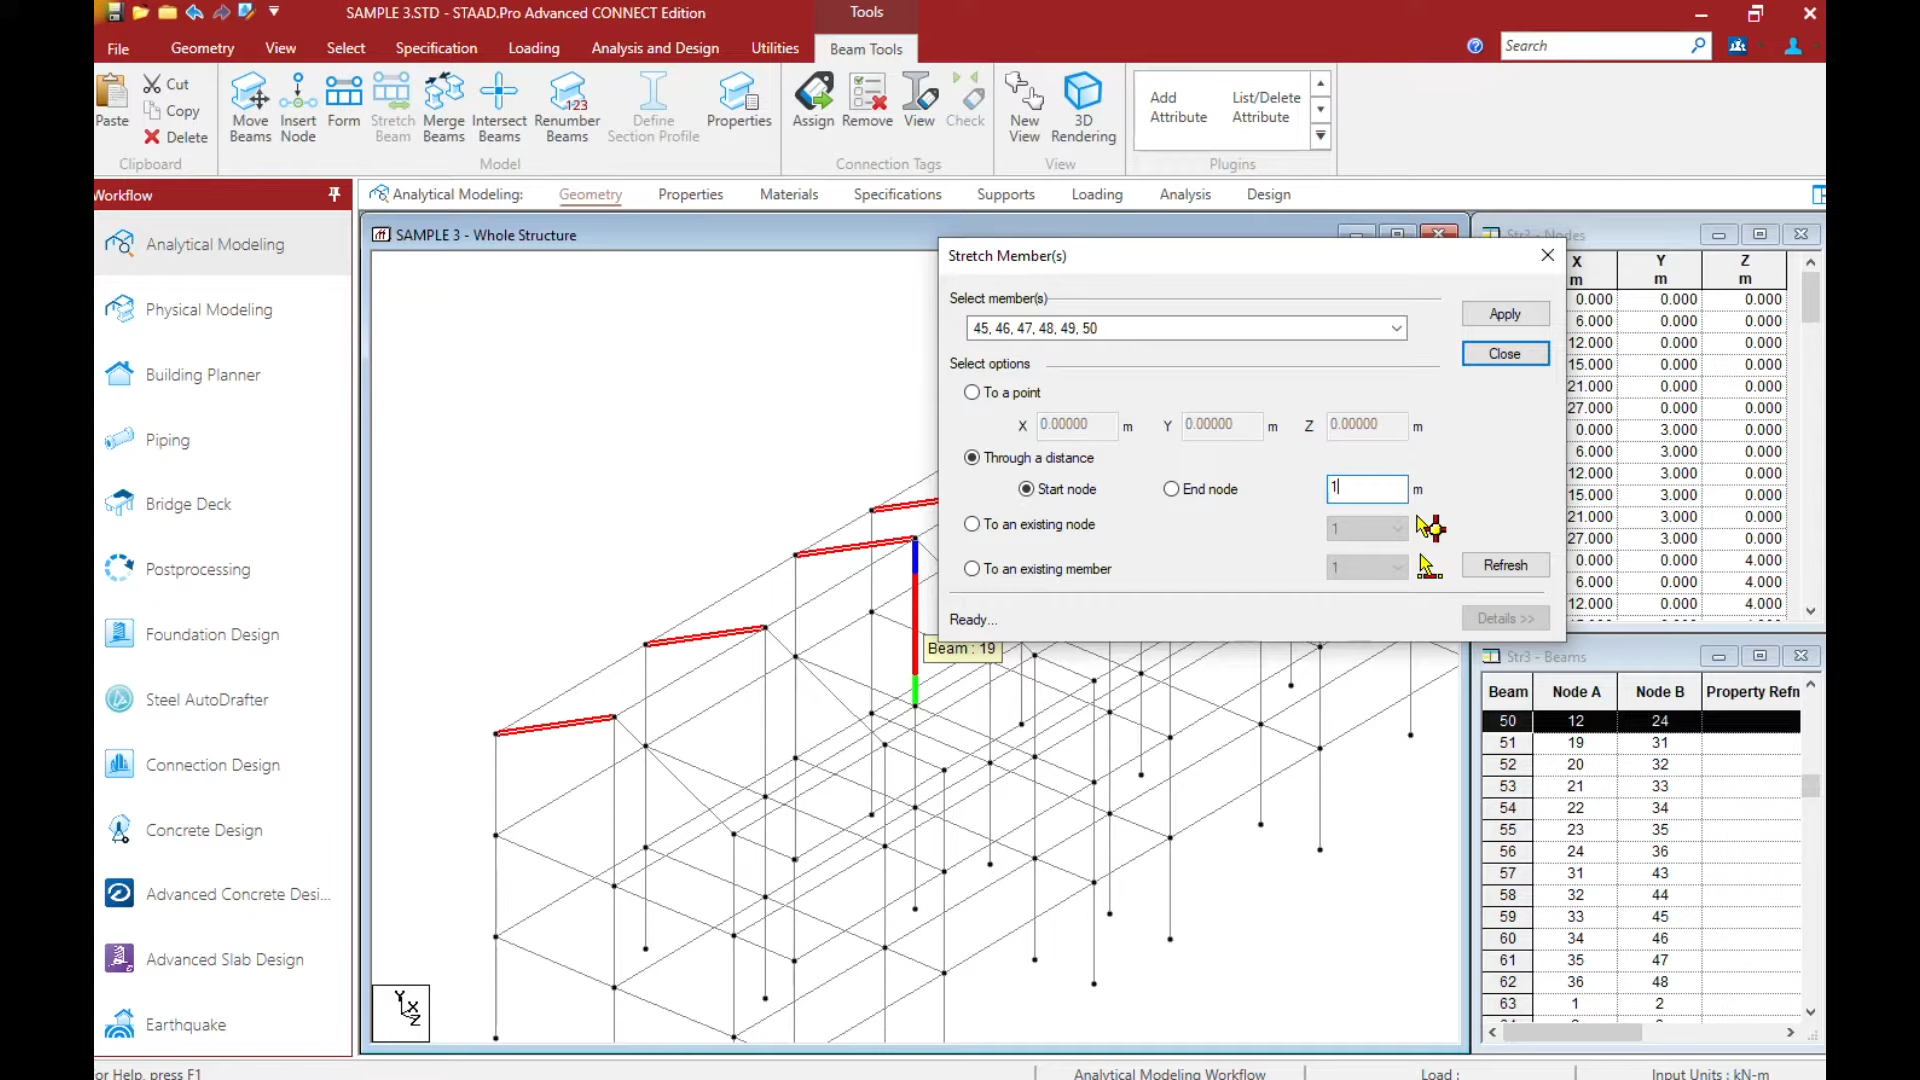 SAMPLE 3.STD - STAAD.Pro Advanced CONNECT Edition
Tools
File
Geometry
View
Select
Specification
Loading
Analysis and Design
Utilities
Beam Tools
Search
Paste
Cut
Copy
Delete
Clipboard
Move Beams
Insert Node
Form
Stretch Beam
Merge Beams
Intersect Beams
Renumber Beams
Define Section Profile
Properties
Model
Assign
Remove
View
Check
Connection Tags
New View
3D Rendering
View
Add Attribute
List/Delete Attribute
Plugins
Workflow
Analytical Modeling:
Geometry
Properties
Materials
Specifications
Supports
Loading
Analysis
Design
Analytical Modeling
Physical Modeling
Building Planner
Piping
Bridge Deck
Postprocessing
Foundation Design
Steel AutoDrafter
Connection Design
Concrete Design
Advanced Concrete Desi...
Advanced Slab Design
Earthquake
SAMPLE 3 - Whole Structure
Beam : 19
Y
X
Z
Stretch Member(s)
Select member(s)
45, 46, 47, 48, 49, 50
Apply
Close
Select options
To a point
X 0.00000 m Y 0.00000 m Z 0.00000 m
Through a distance
Start node
End node
1 m
To an existing node
1
To an existing member
1
Refresh
Ready...
Details >>
Str3 - Nodes
X m Y m Z m
0.000 0.000 0.000
6.000 0.000 0.000
12.000 0.000 0.000
15.000 0.000 0.000
21.000 0.000 0.000
27.000 0.000 0.000
0.000 3.000 0.000
6.000 3.000 0.000
12.000 3.000 0.000
15.000 3.000 0.000
21.000 3.000 0.000
27.000 3.000 0.000
0.000 0.000 4.000
6.000 0.000 4.000
12.000 0.000 4.000
Str3 - Beams
Beam Node A Node B Property Refn
50 12 24
51 19 31
52 20 32
53 21 33
54 22 34
55 23 35
56 24 36
57 31 43
58 32 44
59 33 45
60 34 46
61 35 47
62 36 48
63 1 2
or Help, press F1
Analytical Modeling Workflow
Load :
Input Units : kN-m